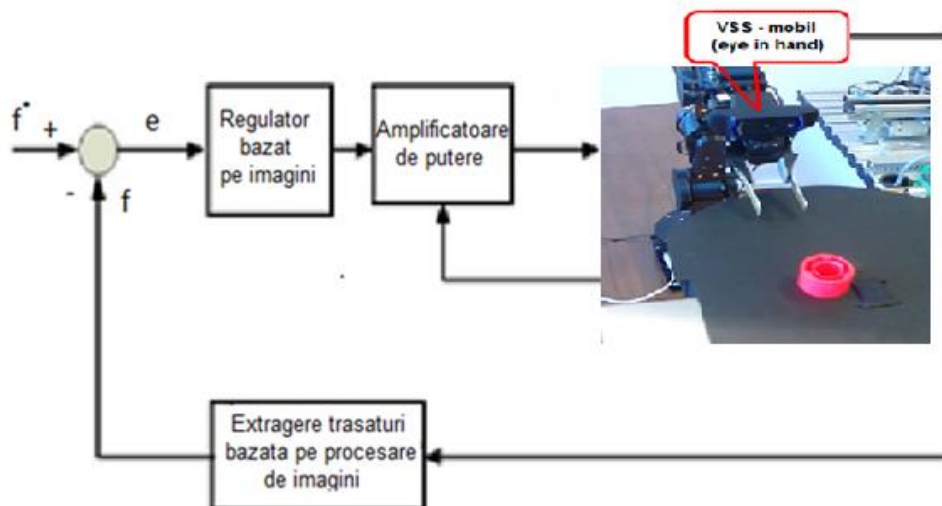 VSS - mobil
(eye in hand)
f*
+
e
Regulator
bazat
pe imagini
Amplificatoare
de putere
-
f
Extragere trasaturi
bazata pe procesare
de imagini